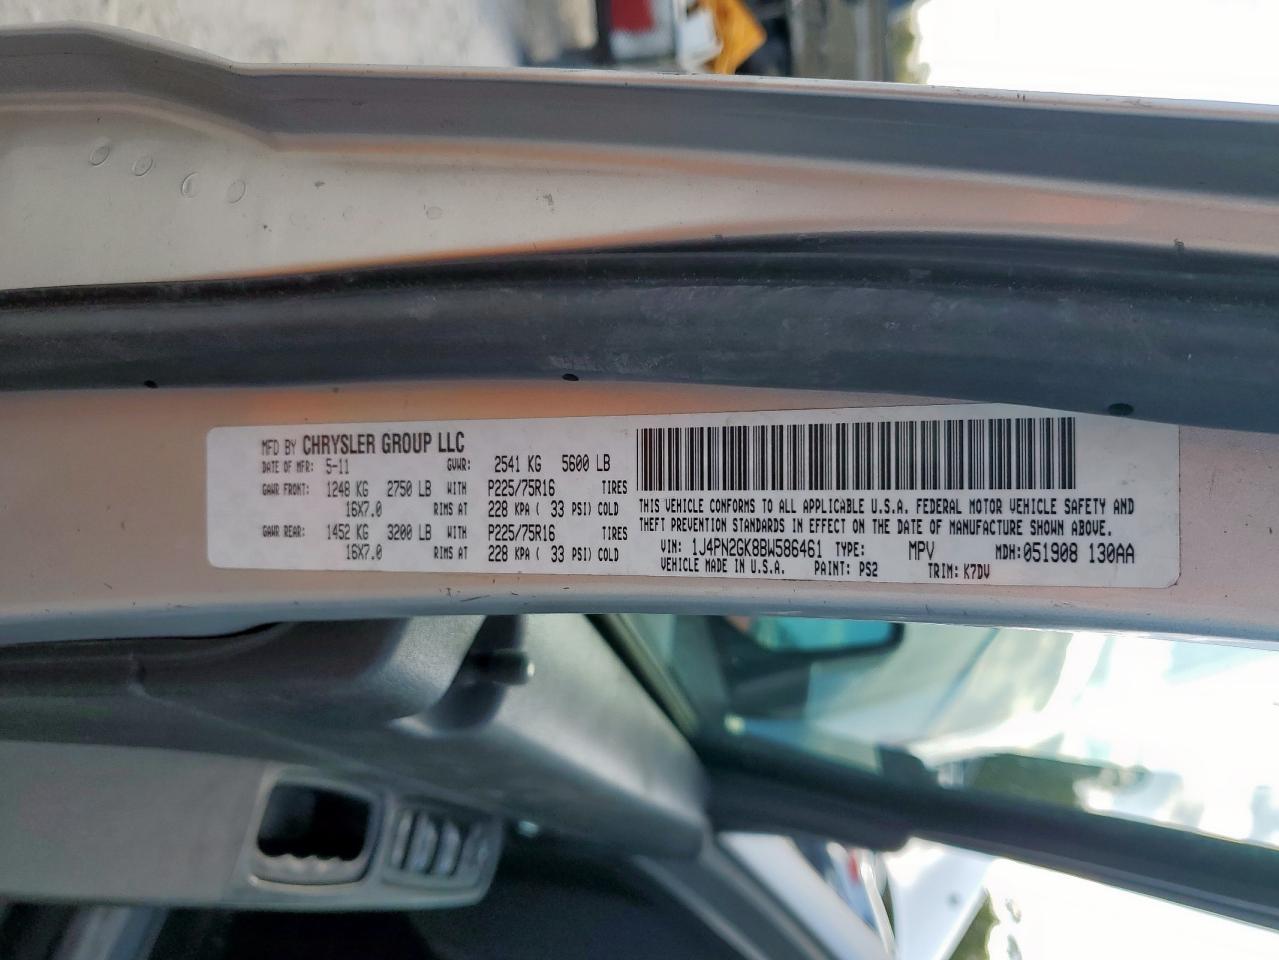 MFD BY CHRYSLER GROUP LLC
DATE OF MFR: 5-11 GVWR: 2541 KG 5600 LB
GAWR FRONT: 1248 KG 2750 LB WITH P225/75R16 TIRES
16X7.0 RIMS AT 228 KPA ( 33 PSI) COLD
GAWR REAR: 1452 KG 3200 LB WITH P225/75R16 TIRES
16X7.0 RIMS AT 228 KPA ( 33 PSI) COLD
THIS VEHICLE CONFORMS TO ALL APPLICABLE U.S.A. FEDERAL MOTOR VEHICLE SAFETY AND
THEFT PREVENTION STANDARDS IN EFFECT ON THE DATE OF MANUFACTURE SHOWN ABOVE.
VIN: 1J4PN2GK8BW586461 TYPE: MPV MDH: 051908 130AA
VEHICLE MADE IN U.S.A. PAINT: PS2 TRIM: K7DV